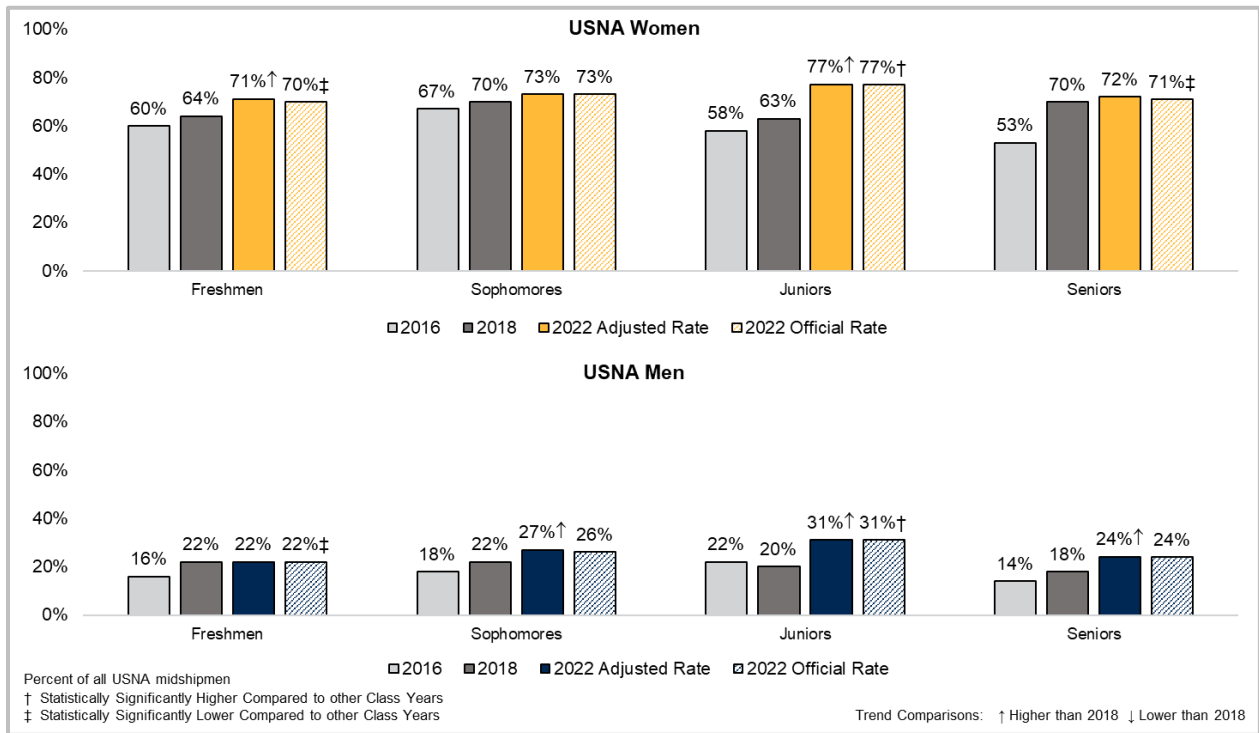 USNA Women
100%
80%
60%
40%
20%
0%
60% 64% 71%↑ 70%‡
67% 70% 73% 73%
58% 63% 77%↑ 77%†
53% 70% 72% 71%‡
Freshmen Sophomores Juniors Seniors
2016 2018 2022 Adjusted Rate 2022 Official Rate
USNA Men
100%
80%
60%
40%
20%
0%
16% 22% 22% 22%‡
18% 22% 27%↑ 26%
22% 20% 31%↑ 31%†
14% 18% 24%↑ 24%
Freshmen Sophomores Juniors Seniors
2016 2018 2022 Adjusted Rate 2022 Official Rate
Percent of all USNA midshipmen
† Statistically Significantly Higher Compared to other Class Years
‡ Statistically Significantly Lower Compared to other Class Years
Trend Comparisons: ↑ Higher than 2018 ↓ Lower than 2018